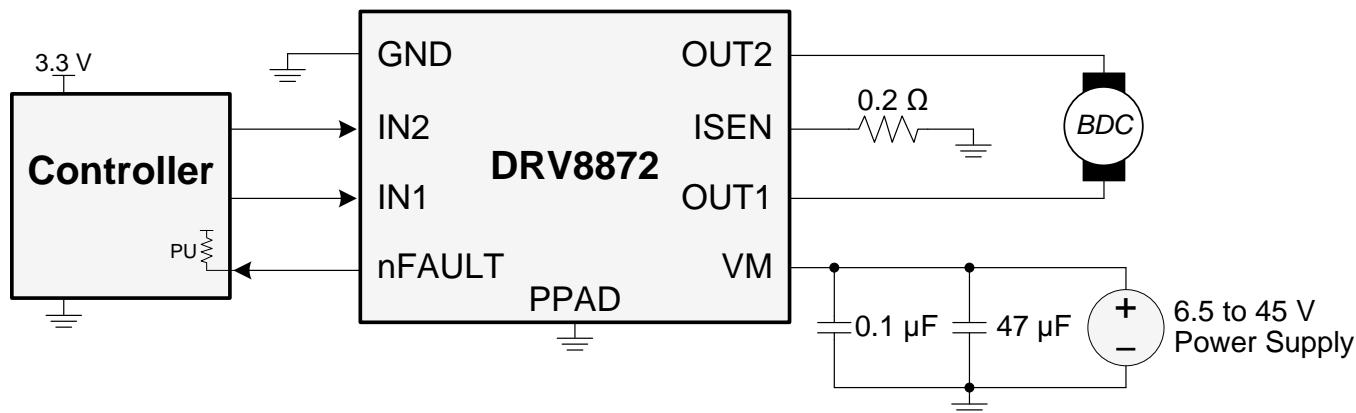 3.3 V
Controller
PU
GND
IN2
IN1
nFAULT
DRV8872
PPAD
OUT2
ISEN
OUT1
VM
0.2 Ω
BDC
0.1 µF
47 µF
+
–
6.5 to 45 V
Power Supply